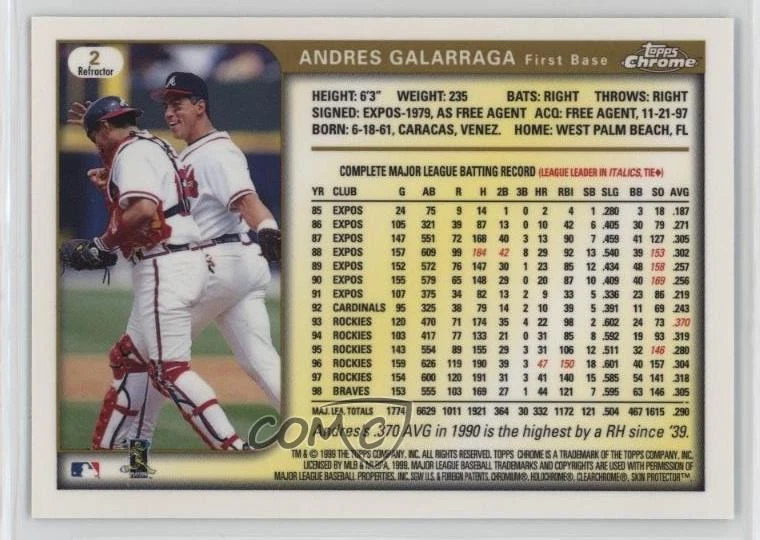 2
Refractor
ANDRES GALARRAGA First Base
Topps Chrome
HEIGHT: 6'3" WEIGHT: 235 BATS: RIGHT THROWS: RIGHT
SIGNED: EXPOS-1979, AS FREE AGENT ACQ: FREE AGENT, 11-21-97
BORN: 6-18-61, CARACAS, VENEZ. HOME: WEST PALM BEACH, FL
COMPLETE MAJOR LEAGUE BATTING RECORD (LEAGUE LEADER IN ITALICS, TIE♦)
YR CLUB G AB R H 2B 3B HR RBI SB SLG BB SO AVG
85 EXPOS 24 75 9 14 1 0 2 4 1 .280 3 18 .187
86 EXPOS 105 321 39 87 13 0 10 42 6 .405 30 79 .271
87 EXPOS 147 551 72 168 40 3 13 90 7 .459 41 127 .305
88 EXPOS 157 609 99 184 42 8 29 92 13 .540 39 153 .302
89 EXPOS 152 572 76 147 30 1 23 85 12 .434 48 158 .257
90 EXPOS 155 579 65 148 29 0 20 87 10 .409 40 169 .256
91 EXPOS 107 375 34 82 13 2 9 33 5 .336 23 86 .219
92 CARDINALS 95 325 38 79 14 2 10 39 5 .391 11 69 .243
93 ROCKIES 120 470 71 174 35 4 22 98 2 .602 24 73 .370
94 ROCKIES 103 417 77 133 21 0 31 85 8 .592 19 93 .319
95 ROCKIES 143 554 89 155 29 3 31 106 12 .511 32 146 .280
96 ROCKIES 159 626 119 190 39 3 47 150 18 .601 40 157 .304
97 ROCKIES 154 600 120 191 31 3 41 140 15 .585 54 141 .318
98 BRAVES 153 555 103 169 27 1 44 121 7 .595 63 146 .305
MAJ. LEA. TOTALS 1774 6629 1011 1921 364 30 332 1172 121 .504 467 1615 .290
Andres's .370 AVG in 1990 is the highest by a RH since '39.
COMC
TM & © 1999 THE TOPPS COMPANY, INC. ALL RIGHTS RESERVED. TOPPS CHROME IS A TRADEMARK OF THE TOPPS COMPANY, INC.
LICENSED BY MLB & MLBPA, 1999. MAJOR LEAGUE BASEBALL TRADEMARKS AND COPYRIGHTS ARE USED WITH PERMISSION OF
MAJOR LEAGUE BASEBALL PROPERTIES, INC. SGW U.S. & FOREIGN PATENTS, CHROMIUM®, HOLOCHROME®, CLEARCHROME®, SKIN PROTECTOR™.